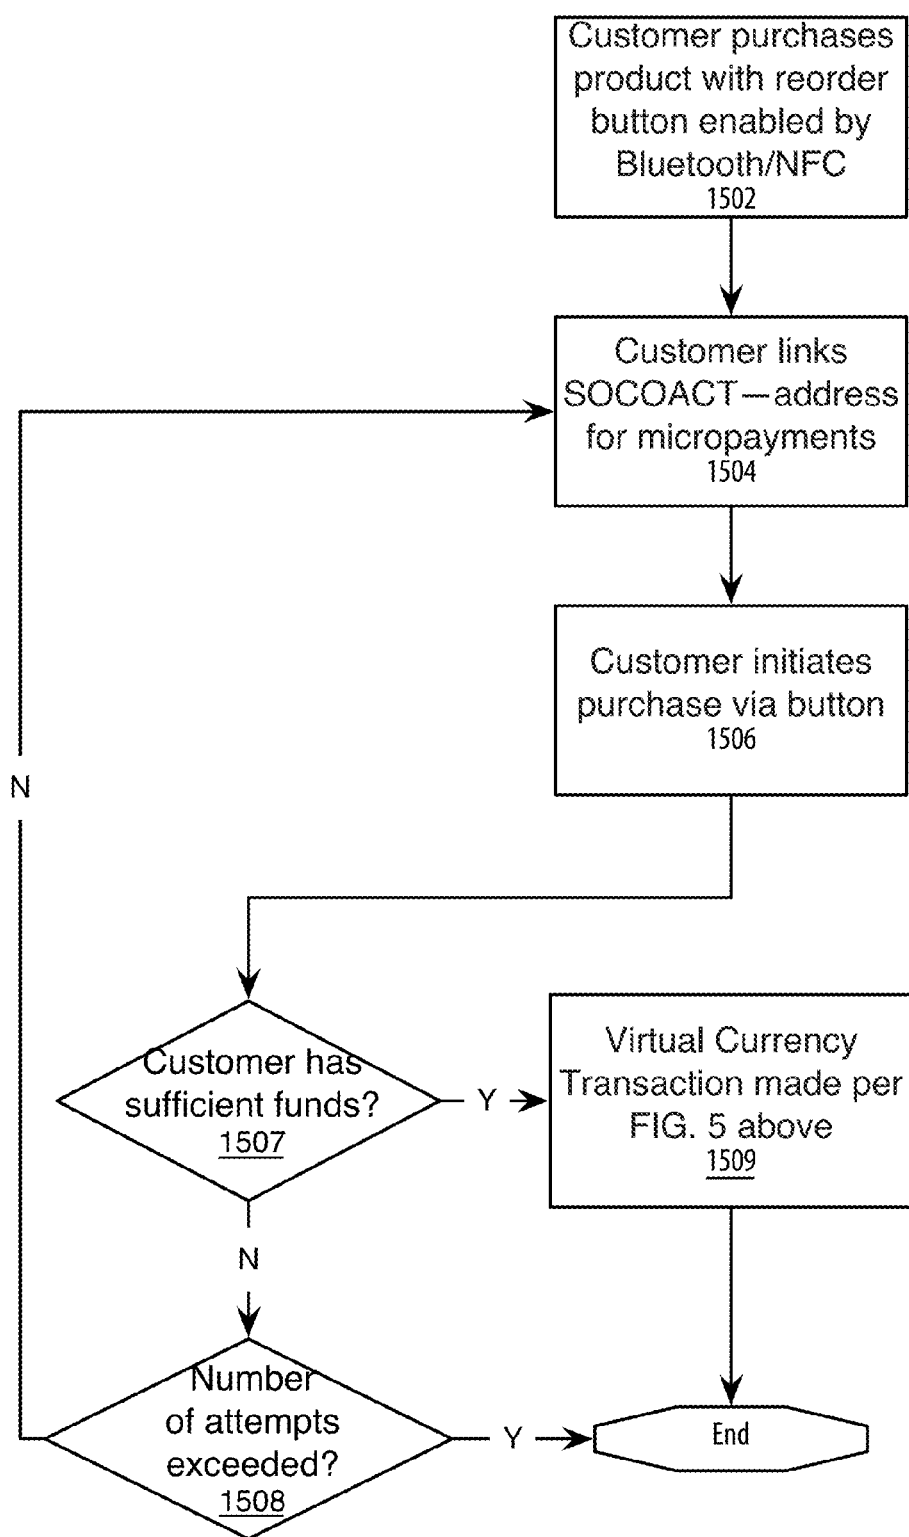 Customer purchases
product with reorder
button enabled by
Bluetooth/NFC
1502
Customer links
SOCOACT—address
for micropayments
1504
Customer initiates
purchase via button
1506
N
Customer has
sufficient funds?
1507
Y
Virtual Currency
Transaction made per
FIG. 5 above
1509
N
Number
of attempts
exceeded?
1508
Y
End